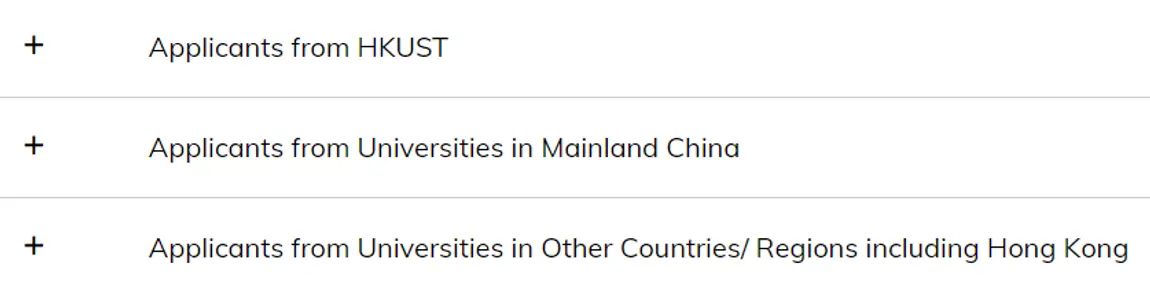 + Applicants from HKUST
+ Applicants from Universities in Mainland China
+ Applicants from Universities in Other Countries/ Regions including Hong Kong